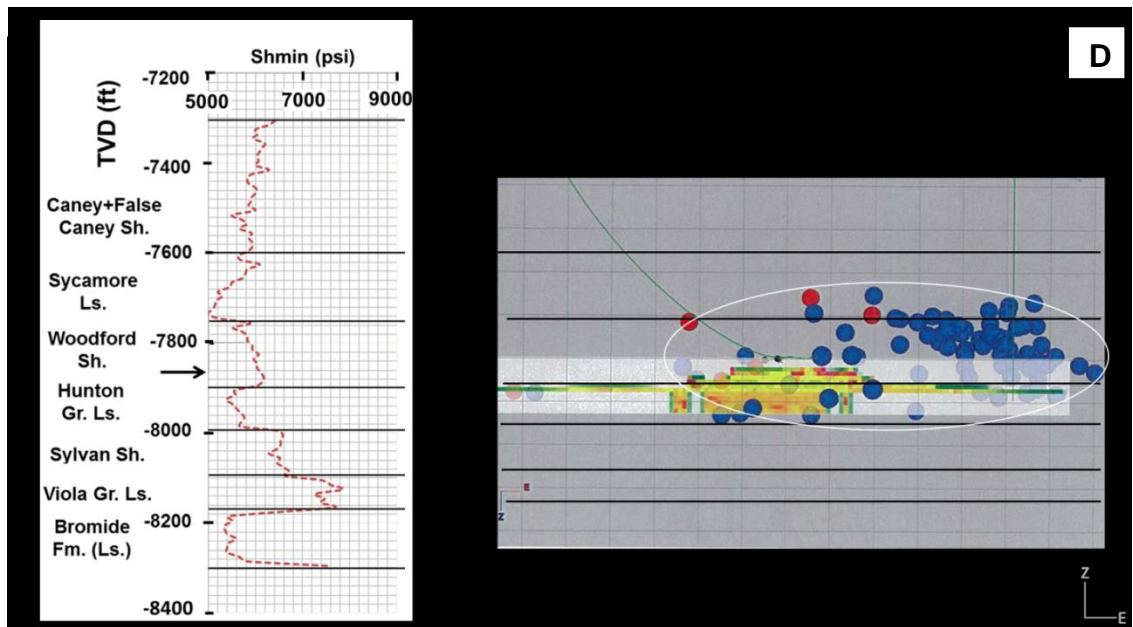 D
Shmin (psi)
5000 7000 9000
TVD (ft)
-7200
-7400
Caney+False
Caney Sh.
-7600
Sycamore
Ls.
Woodford
-7800
Sh.
Hunton
Gr. Ls.
-8000
Sylvan Sh.
Viola Gr. Ls.
-8200
Bromide
Fm. (Ls.)
-8400
E
Z
Z
E